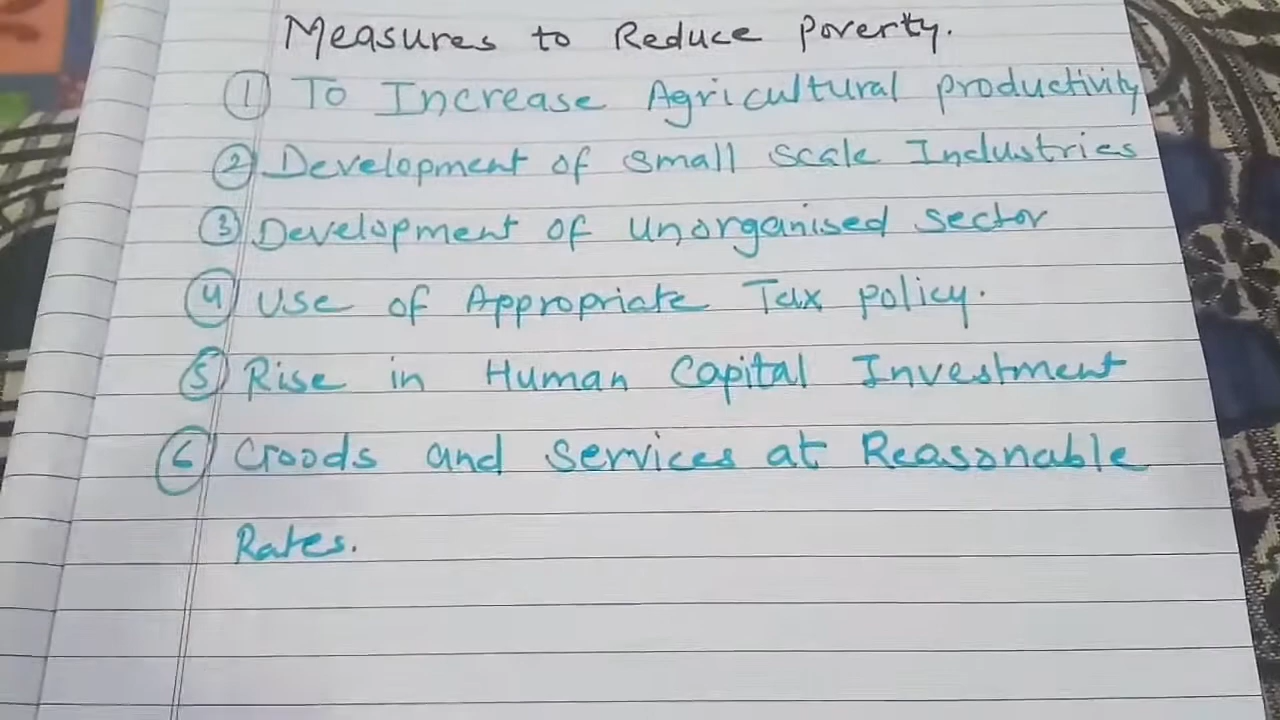 Measures to Reduce Poverty.
① To Increase Agricultural productivity
② Development of small scale Industries
③ Development of unorganised sector
④ Use of Appropriate Tax policy.
⑤ Rise in Human Capital Investment
⑥ Goods and services at Reasonable
Rates.